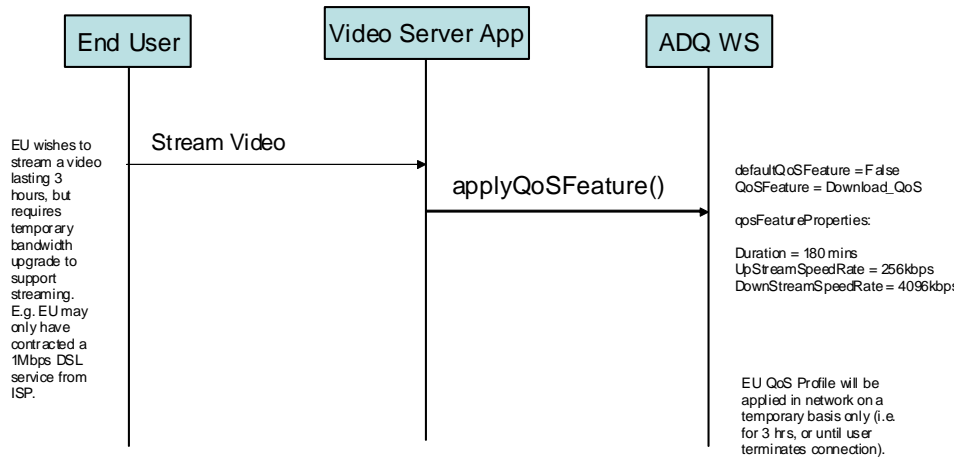 End User
Video Server App
ADQ WS
EU wishes to
stream a video
lasting 3
hours, but
requires
temporary
bandwidth
upgrade to
support
streaming.
E.g. EU may
only have
contracted a
1Mbps DSL
service from
ISP.
Stream Video
applyQoSFeature()
defaultQoSFeature = False
QoSFeature = Download_QoS
qosFeatureProperties:
Duration = 180 mins
UpStreamSpeedRate = 256kbps
DownStreamSpeedRate = 4096kbps
EU QoS Profile will be
applied in network on a
temporary basis only (i.e.
for 3 hrs, or until user
terminates connection).